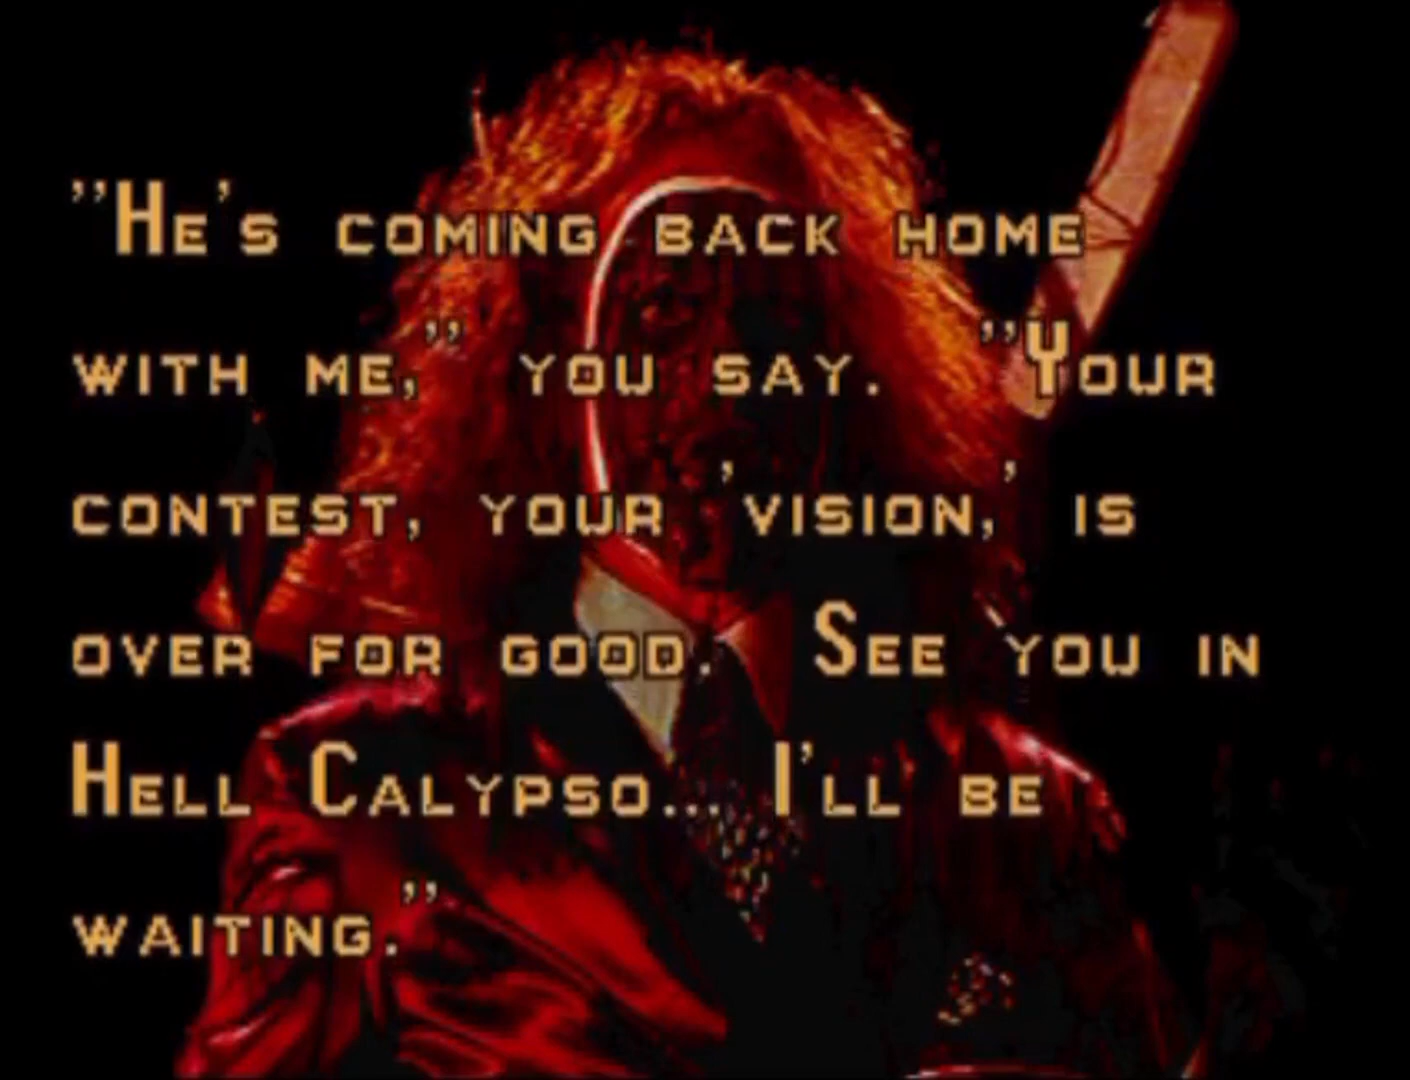 "He's coming back home
with me," you say. "Your
contest, your 'vision,' is
over for good. See you in
Hell Calypso... I'll be
waiting."